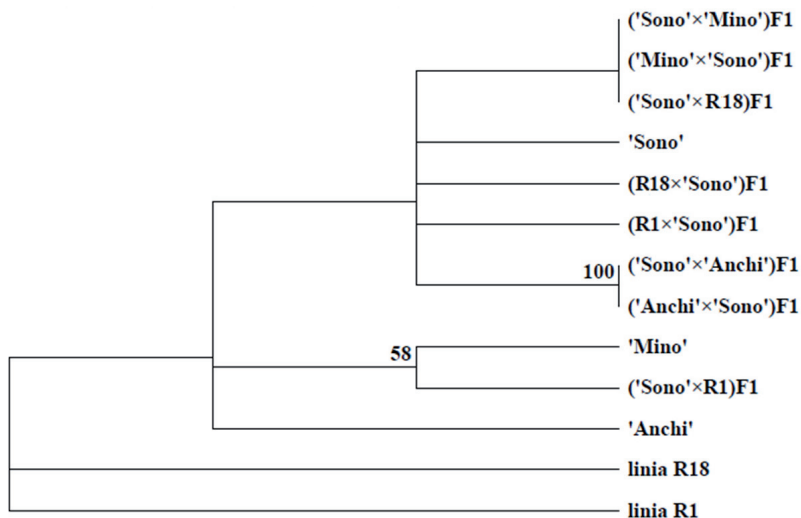 ('Sono'×'Mino')F1
('Mino'×'Sono')F1
('Sono'×R18)F1
'Sono'
(R18×'Sono')F1
(R1×'Sono')F1
100
('Sono'×'Anchi')F1
('Anchi'×'Sono')F1
58
'Mino'
('Sono'×R1)F1
'Anchi'
linia R18
linia R1